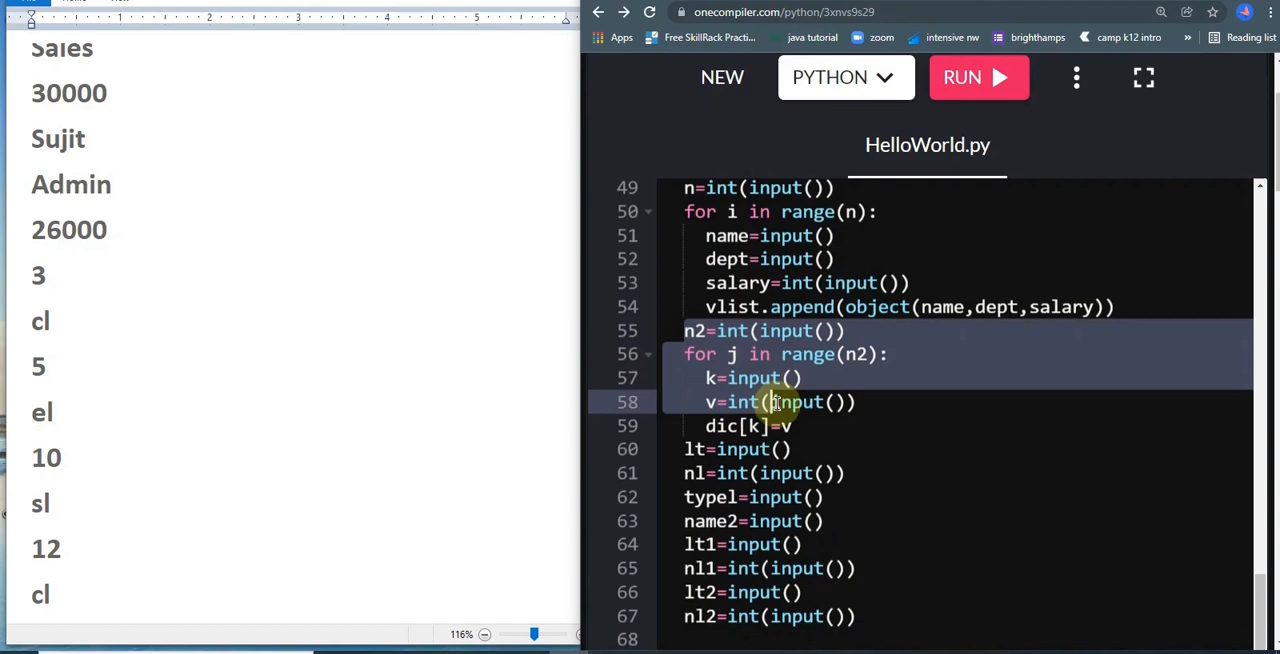 1 2 3 4 5
Sales
30000
Sujit
Admin
26000
3
cl
5
el
10
sl
12
cl
116%
onecompiler.com/python/3xnvs9s29
Apps Free SkillRack Practi... java tutorial zoom intensive nw brighthamps camp k12 intro » Reading list
NEW PYTHON RUN
HelloWorld.py
49 n=int(input())
50 for i in range(n):
51 name=input()
52 dept=input()
53 salary=int(input())
54 vlist.append(object(name,dept,salary))
55 n2=int(input())
56 for j in range(n2):
57 k=input()
58 v=int(input())
59 dic[k]=v
60 lt=input()
61 nl=int(input())
62 typel=input()
63 name2=input()
64 lt1=input()
65 nl1=int(input())
66 lt2=input()
67 nl2=int(input())
68